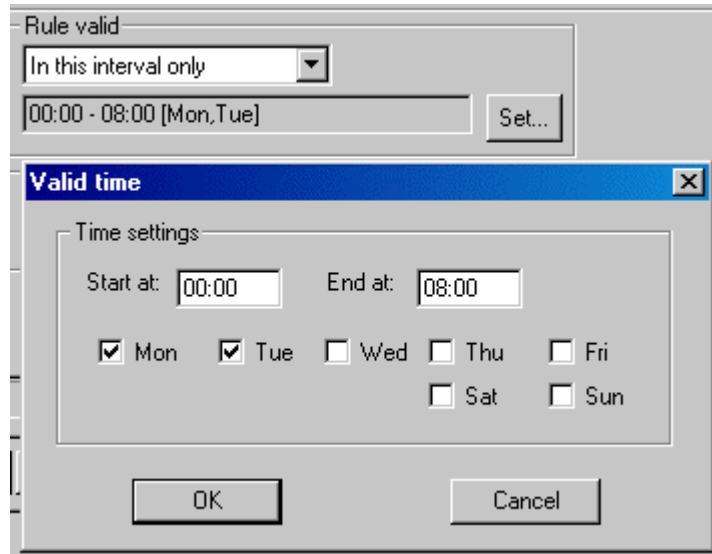 Rule valid
In this interval only
00:00 - 08:00 [Mon,Tue]
Set...
Valid time
Time settings
Start at: 00:00 End at: 08:00
Mon Tue Wed Thu Fri
Sat Sun
OK Cancel